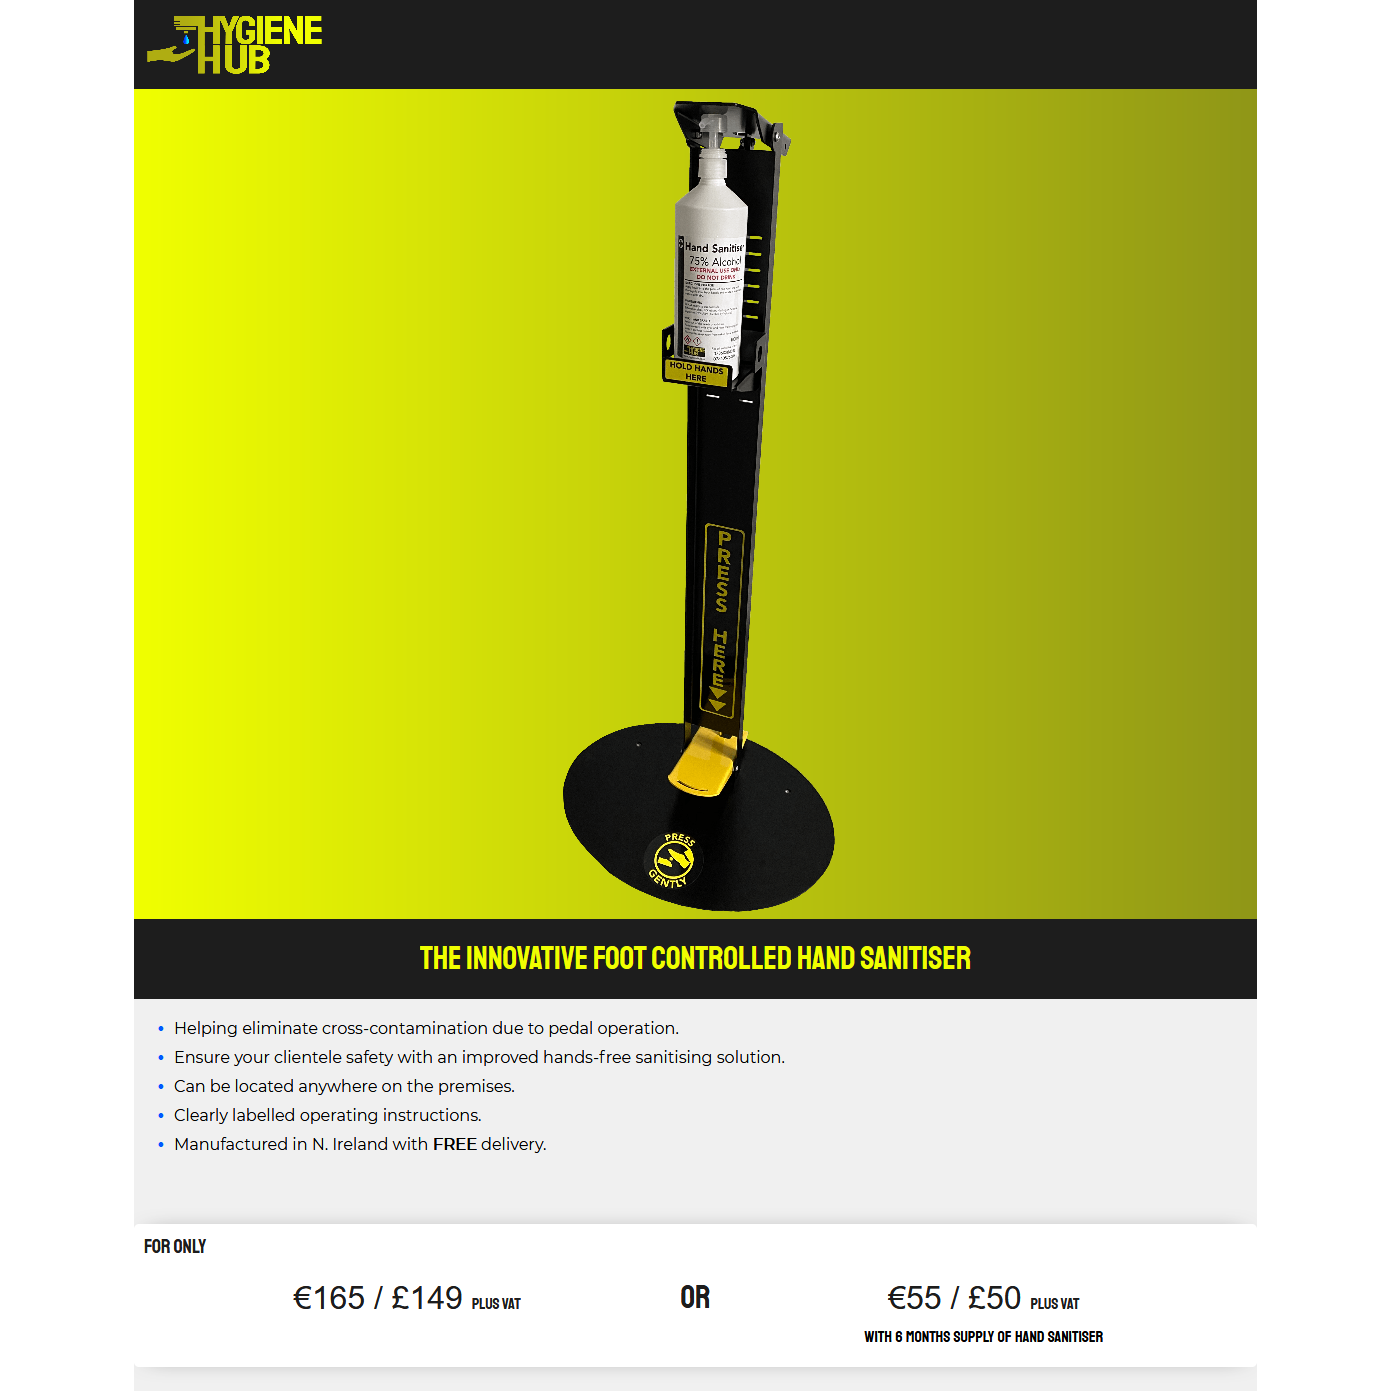 HYGIENE
HUB
Hand Sanitiser
75% Alcohol
EXTERNAL USE ONLY
DO NOT DRINK
HOLD HANDS
HERE
PRESS HERE
PRESS
GENTLY
THE INNOVATIVE FOOT CONTROLLED HAND SANITISER
• Helping eliminate cross-contamination due to pedal operation.
• Ensure your clientele safety with an improved hands-free sanitising solution.
• Can be located anywhere on the premises.
• Clearly labelled operating instructions.
• Manufactured in N. Ireland with FREE delivery.
FOR ONLY
€165 / £149 PLUS VAT
OR
€55 / £50 PLUS VAT
WITH 6 MONTHS SUPPLY OF HAND SANITISER